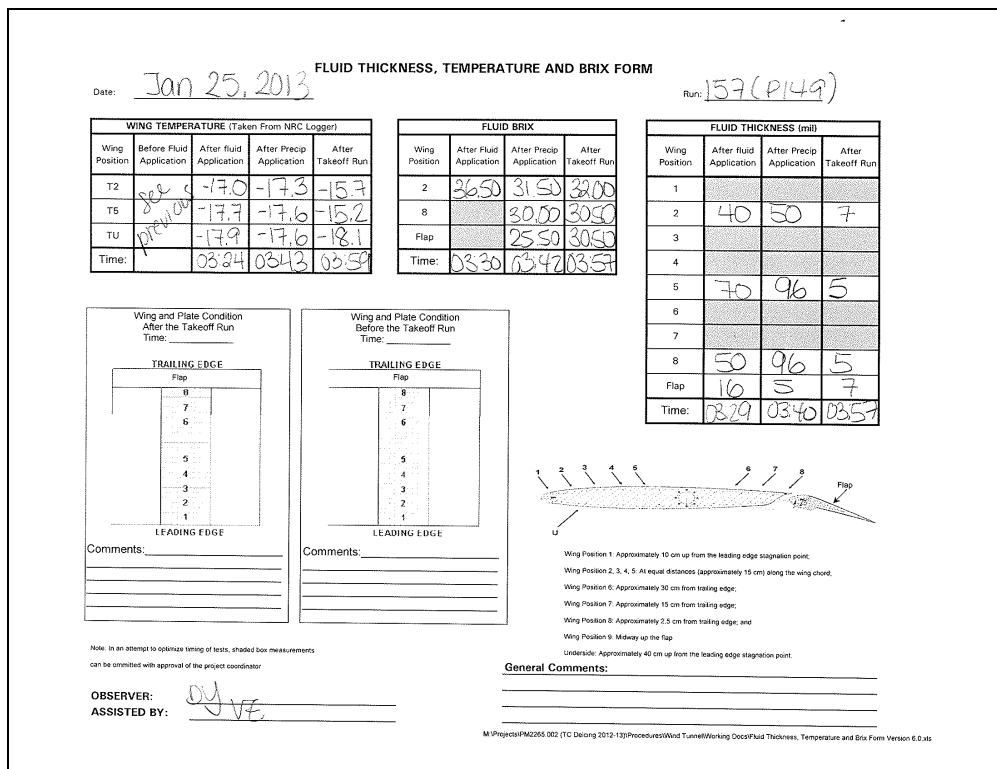 FLUID THICKNESS, TEMPERATURE AND BRIX FORM
Date: Jan 25, 2013
Run: 157 (P149)
WING TEMPERATURE (Taken From NRC Logger)
Wing Position Before Fluid Application After fluid Application After Precip Application After Takeoff Run
T2 see previous -17.0 -17.3 -15.7
T5 -17.7 -17.6 -15.2
TU -17.9 -17.6 -18.1
Time: 03:24 03:43 03:59
FLUID BRIX
Wing Position After Fluid Application After Precip Application After Takeoff Run
2 36.50 31.50 32.00
8 30.00 30.50
Flap 25.50 30.50
Time: 03:30 03:42 03:57
FLUID THICKNESS (mil)
Wing Position After fluid Application After Precip Application After Takeoff Run
1
2 40 50 7
3
4
5 70 96 5
6
7
8 50 96 5
Flap 16 5 7
Time: 03:29 03:40 03:57
Wing and Plate Condition
After the Takeoff Run
Time:
TRAILING EDGE
Flap
8
7
6
5
4
3
2
1
LEADING EDGE
Comments:
Wing and Plate Condition
Before the Takeoff Run
Time:
TRAILING EDGE
Flap
8
7
6
5
4
3
2
1
LEADING EDGE
Comments:
1 2 3 4 5 6 7 8
Flap
U
Wing Position 1: Approximately 10 cm up from the leading edge stagnation point;
Wing Position 2, 3, 4, 5: At equal distances (approximately 15 cm) along the wing chord;
Wing Position 6: Approximately 30 cm from trailing edge;
Wing Position 7: Approximately 15 cm from trailing edge;
Wing Position 8: Approximately 2.5 cm from trailing edge; and
Wing Position 9: Midway up the flap
Underside: Approximately 40 cm up from the leading edge stagnation point.
Note: In an attempt to optimize timing of tests, shaded box measurements
can be ommitted with approval of the project coordinator
General Comments:
OBSERVER: DY
ASSISTED BY: VZ
M:\Projects\PM2265.002 (TC Deicing 2012-13)\Procedures\Wind Tunnel\Working Docs\Fluid Thickness, Temperature and Brix Form Version 6.0.xls